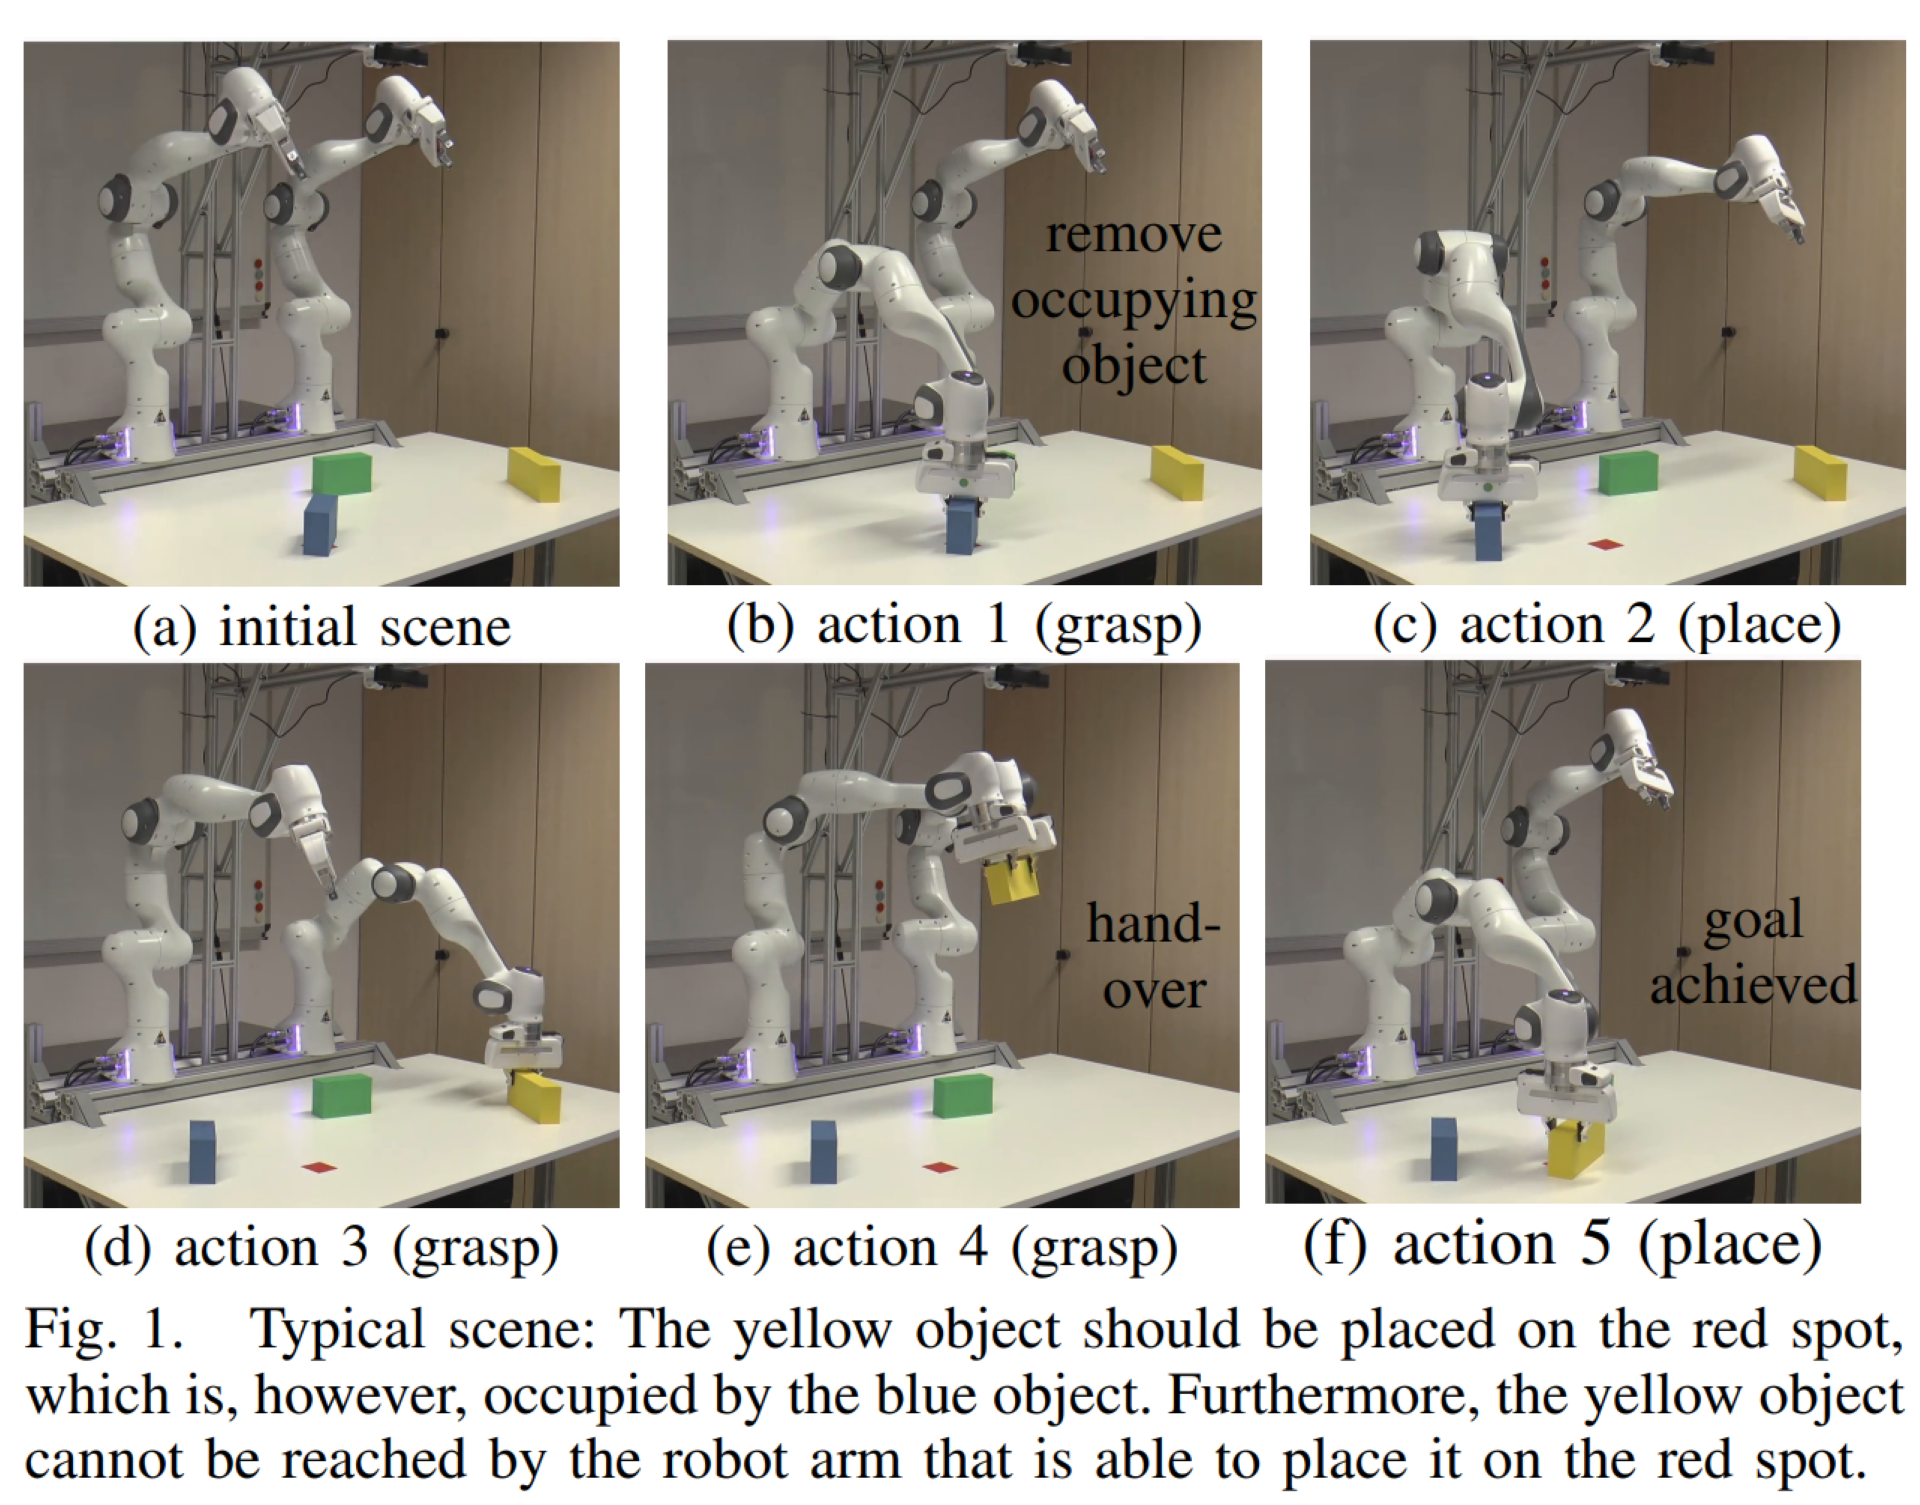 remove
occupying
object
(a) initial scene
(b) action 1 (grasp)
(c) action 2 (place)
hand-
over
goal
achieved
(d) action 3 (grasp)
(e) action 4 (grasp)
(f) action 5 (place)
Fig. 1. Typical scene: The yellow object should be placed on the red spot,
which is, however, occupied by the blue object. Furthermore, the yellow object
cannot be reached by the robot arm that is able to place it on the red spot.